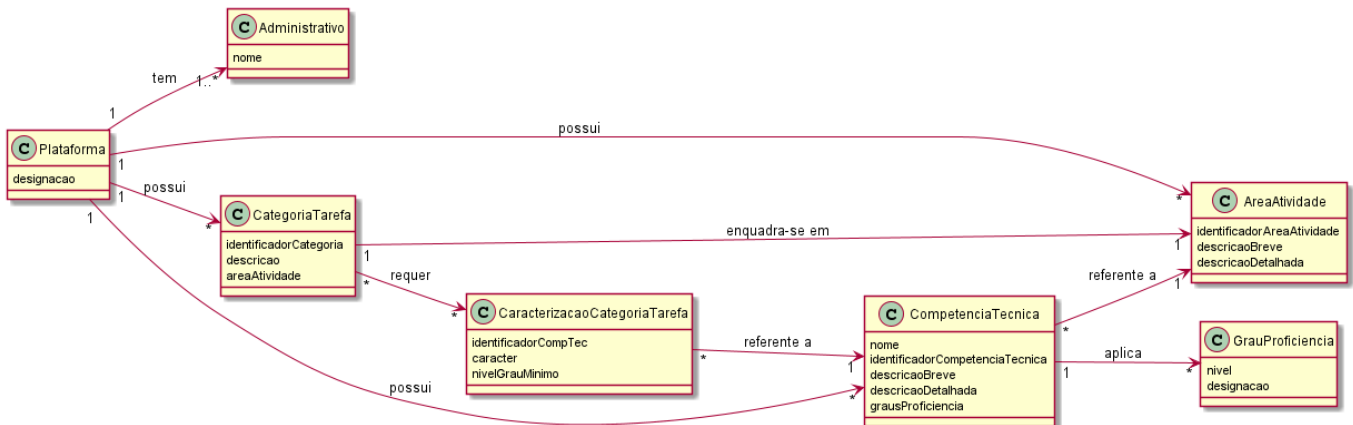 C Administrativo
nome
tem
1
1..*
C Plataforma
designacao
possui
1
*
possui
1
*
1
C AreaAtividade
identificadorAreaAtividade
descricaoBreve
descricaoDetalhada
C CategoriaTarefa
identificadorCategoria
descricao
areaAtividade
enquadra-se em
1
1
requer
*
*
referente a
1
*
C CaracterizacaoCategoriaTarefa
identificadorCompTec
caracter
nivelGrauMinimo
referente a
*
1
possui
*
C CompetenciaTecnica
nome
identificadorCompetenciaTecnica
descricaoBreve
descricaoDetalhada
grausProficiencia
aplica
1
*
C GrauProficiencia
nivel
designacao